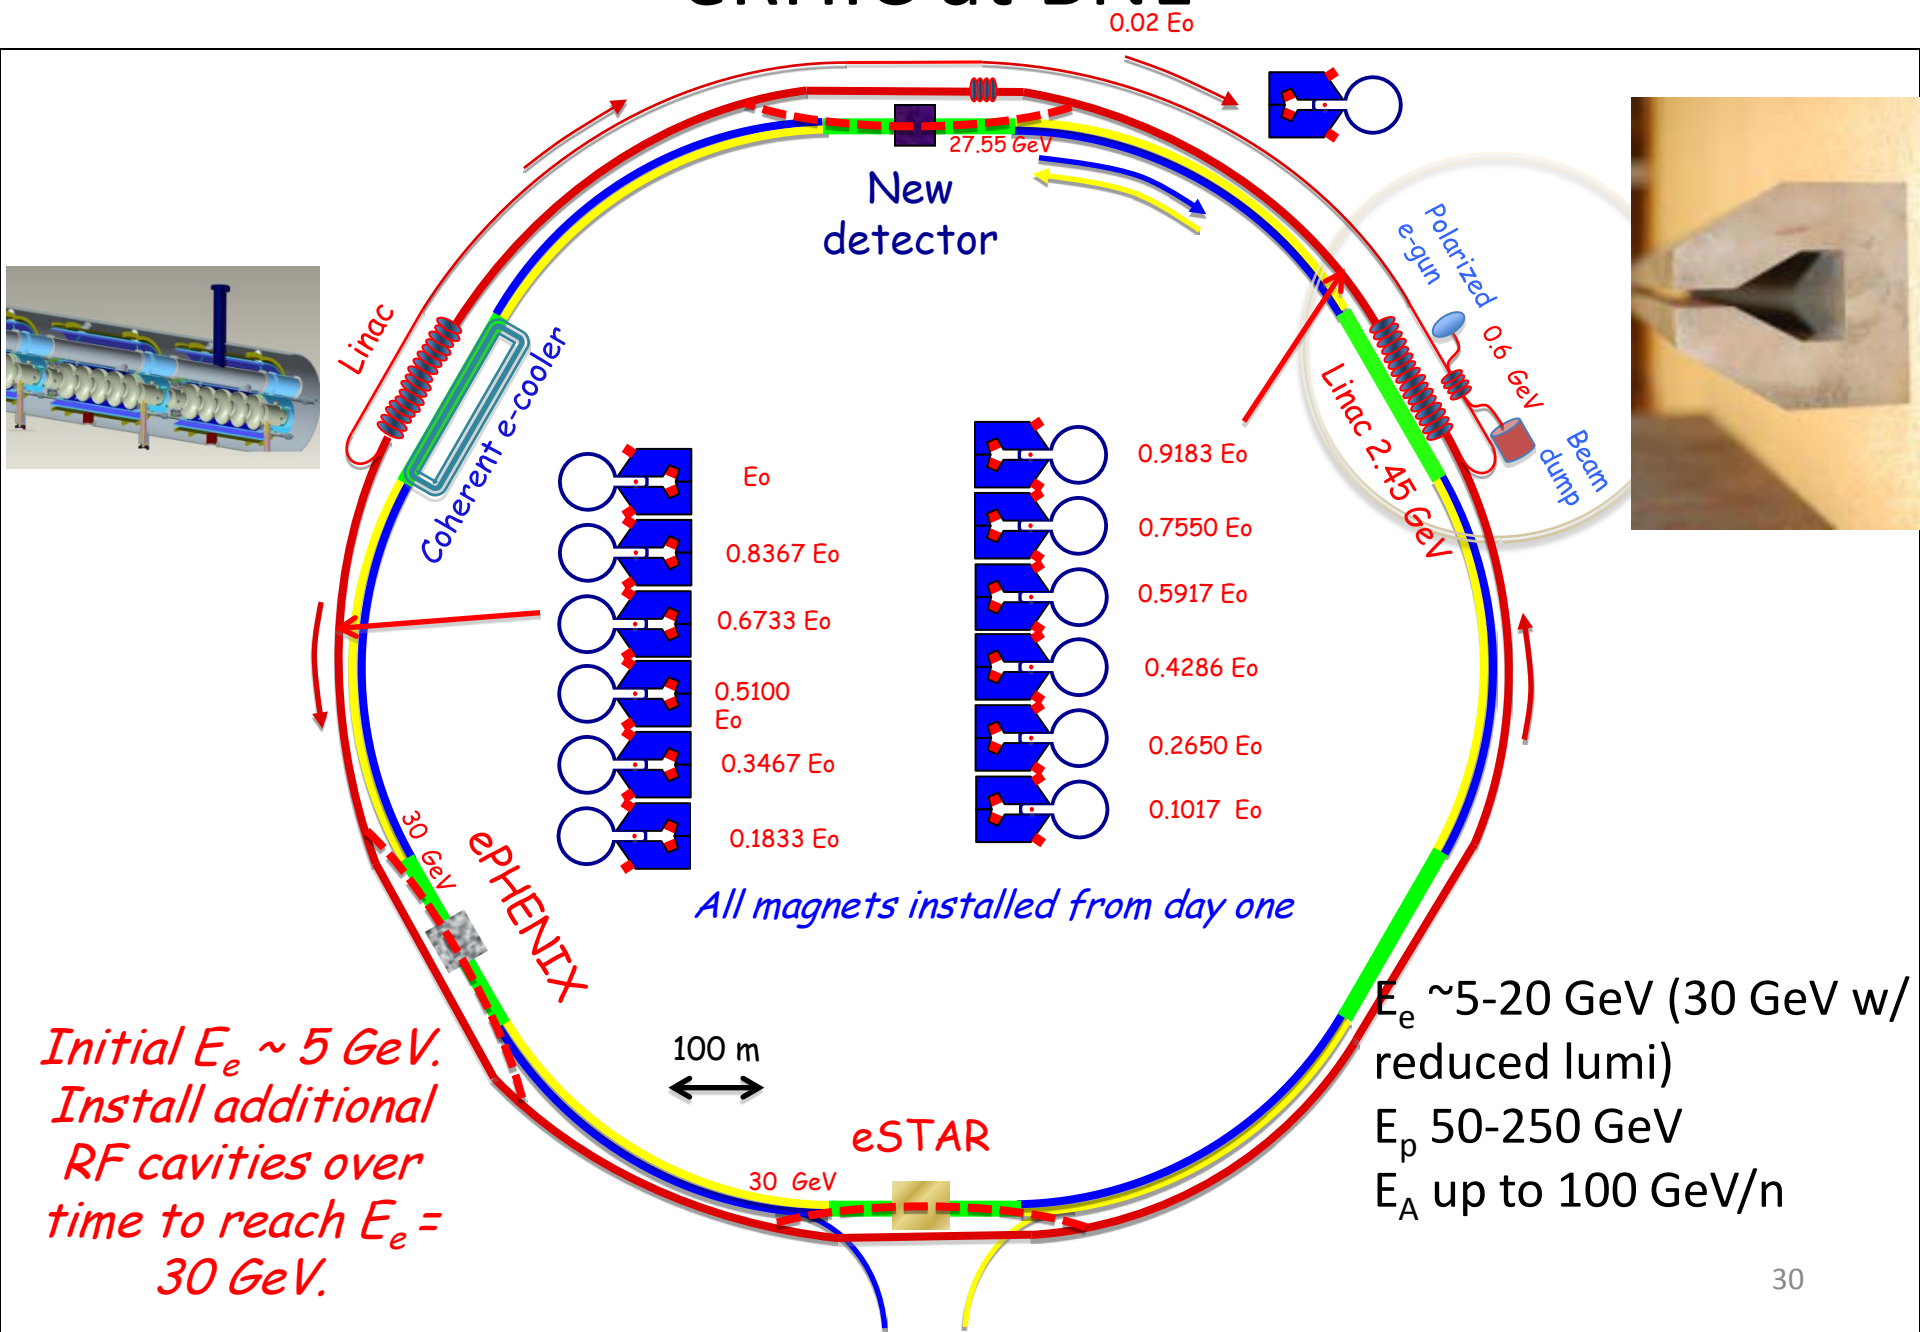 0.02 Eo
27.55 GeV
New
detector
Polarized
e-gun
0.6 GeV
Linac
Linac 2.45 GeV
Beam
dump
Coherent e-cooler
Eo
0.8367 Eo
0.6733 Eo
0.5100
Eo
0.3467 Eo
0.1833 Eo
0.9183 Eo
0.7550 Eo
0.5917 Eo
0.4286 Eo
0.2650 Eo
0.1017 Eo
30 GeV
ePHENIX
All magnets installed from day one
100 m
eSTAR
30 GeV
Initial Ee ~ 5 GeV.
Install additional
RF cavities over
time to reach Ee =
30 GeV.
Ee ~5-20 GeV (30 GeV w/
reduced lumi)
Ep 50-250 GeV
EA up to 100 GeV/n
30